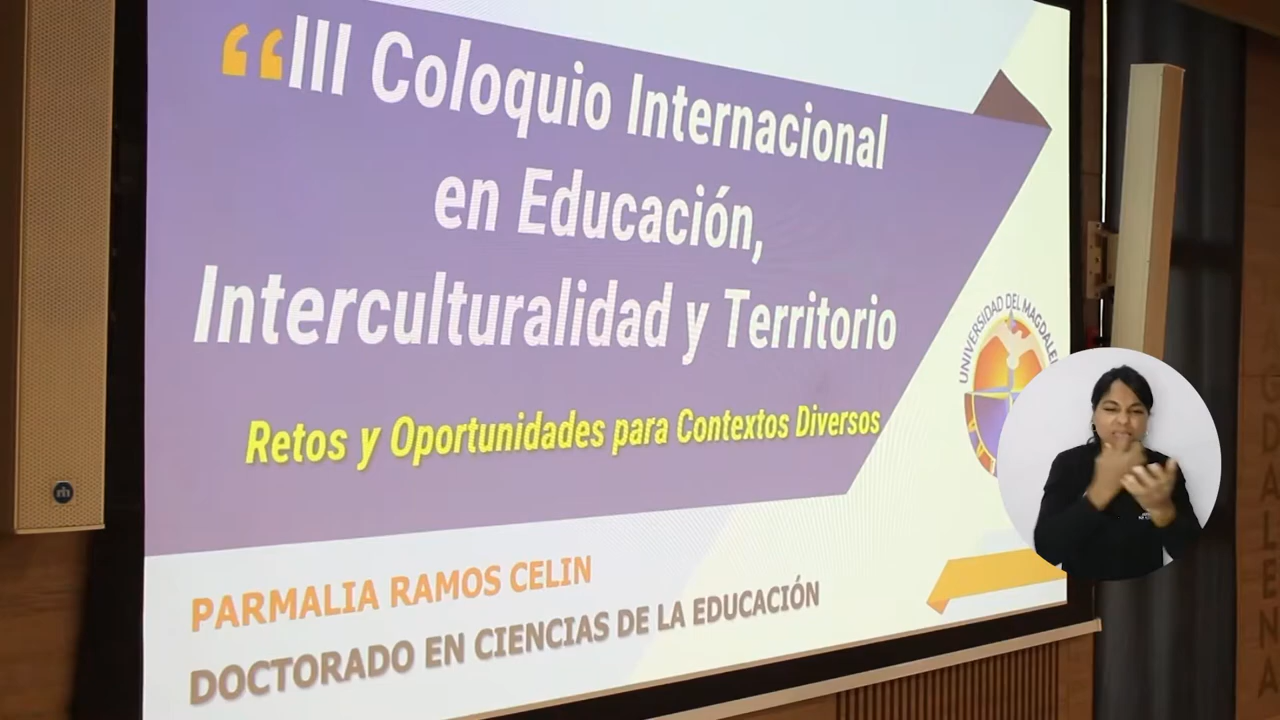 “III Coloquio Internacional
en Educación,
Interculturalidad y Territorio
Retos y Oportunidades para Contextos Diversos
UNIVERSIDAD DEL MAGDALE
PARMALIA RAMOS CELIN
DOCTORADO EN CIENCIAS DE LA EDUCACIÓN